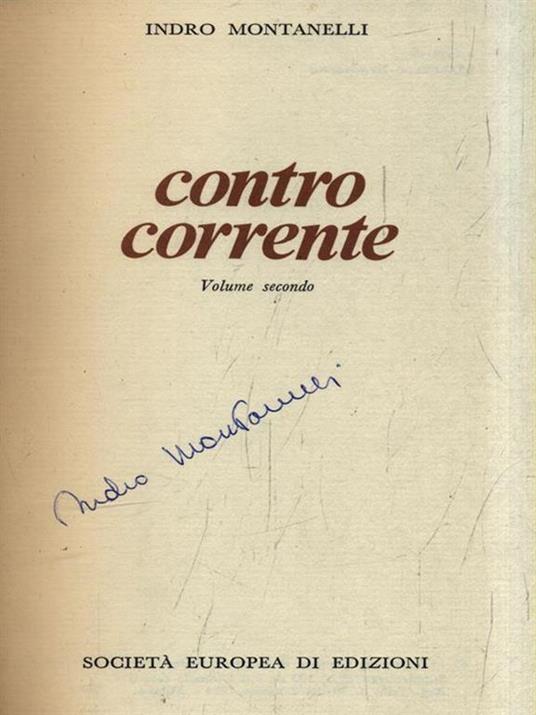 INDRO MONTANELLI
contro
corrente
Volume secondo
Indro Montanelli
SOCIETÀ EUROPEA DI EDIZIONI